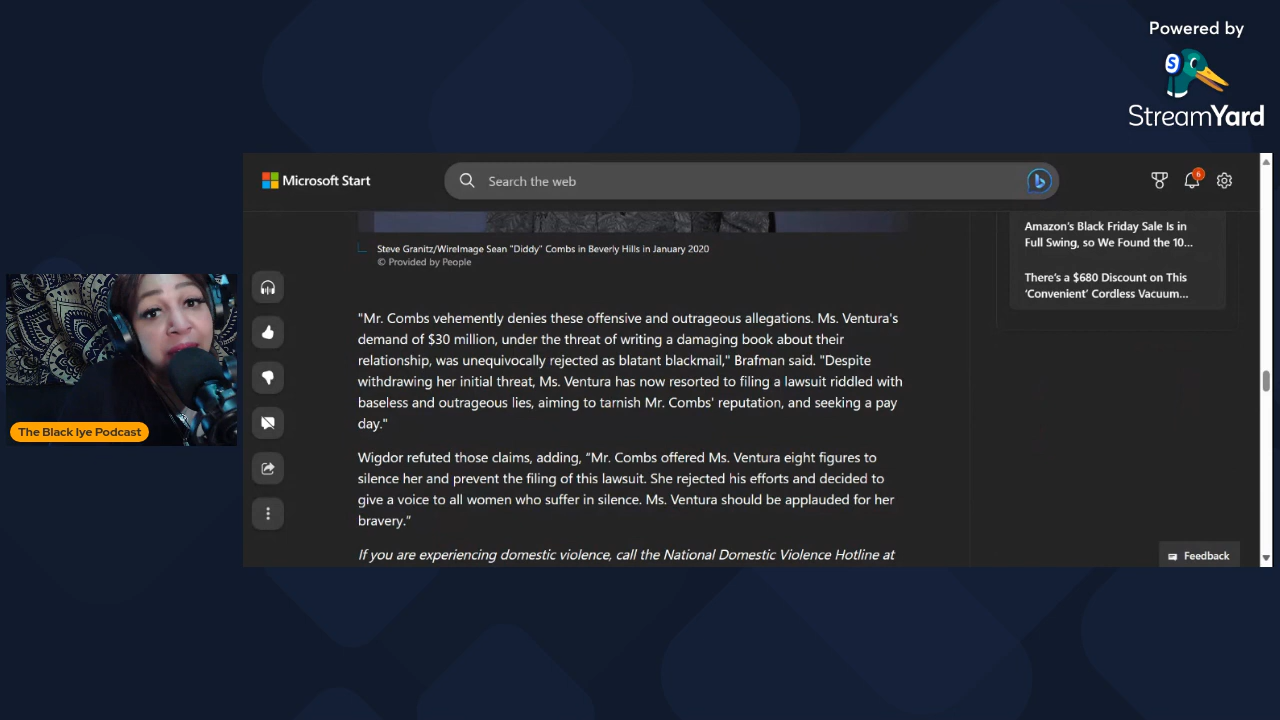 Powered by
StreamYard
Microsoft Start
Search the web
6
Steve Granitz/WireImage Sean "Diddy" Combs in Beverly Hills in January 2020
© Provided by People
"Mr. Combs vehemently denies these offensive and outrageous allegations. Ms. Ventura's
demand of $30 million, under the threat of writing a damaging book about their
relationship, was unequivocally rejected as blatant blackmail," Brafman said. "Despite
withdrawing her initial threat, Ms. Ventura has now resorted to filing a lawsuit riddled with
baseless and outrageous lies, aiming to tarnish Mr. Combs' reputation, and seeking a pay
day."
Wigdor refuted those claims, adding, “Mr. Combs offered Ms. Ventura eight figures to
silence her and prevent the filing of this lawsuit. She rejected his efforts and decided to
give a voice to all women who suffer in silence. Ms. Ventura should be applauded for her
bravery.”
If you are experiencing domestic violence, call the National Domestic Violence Hotline at
Amazon's Black Friday Sale Is in
Full Swing, so We Found the 10...
There's a $680 Discount on This
‘Convenient’ Cordless Vacuum...
Feedback
The Black Iye Podcast